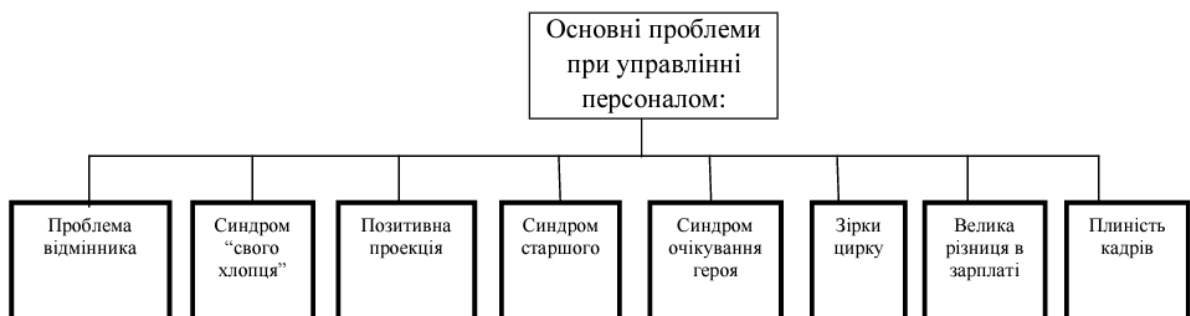 Основні проблеми
при управлінні
персоналом:
Проблема
відмінника
Синдром
“свого
хлопця”
Позитивна
проекція
Синдром
старшого
Синдром
очікування
героя
Зірки
цирку
Велика
різниця в
зарплаті
Плиність
кадрів